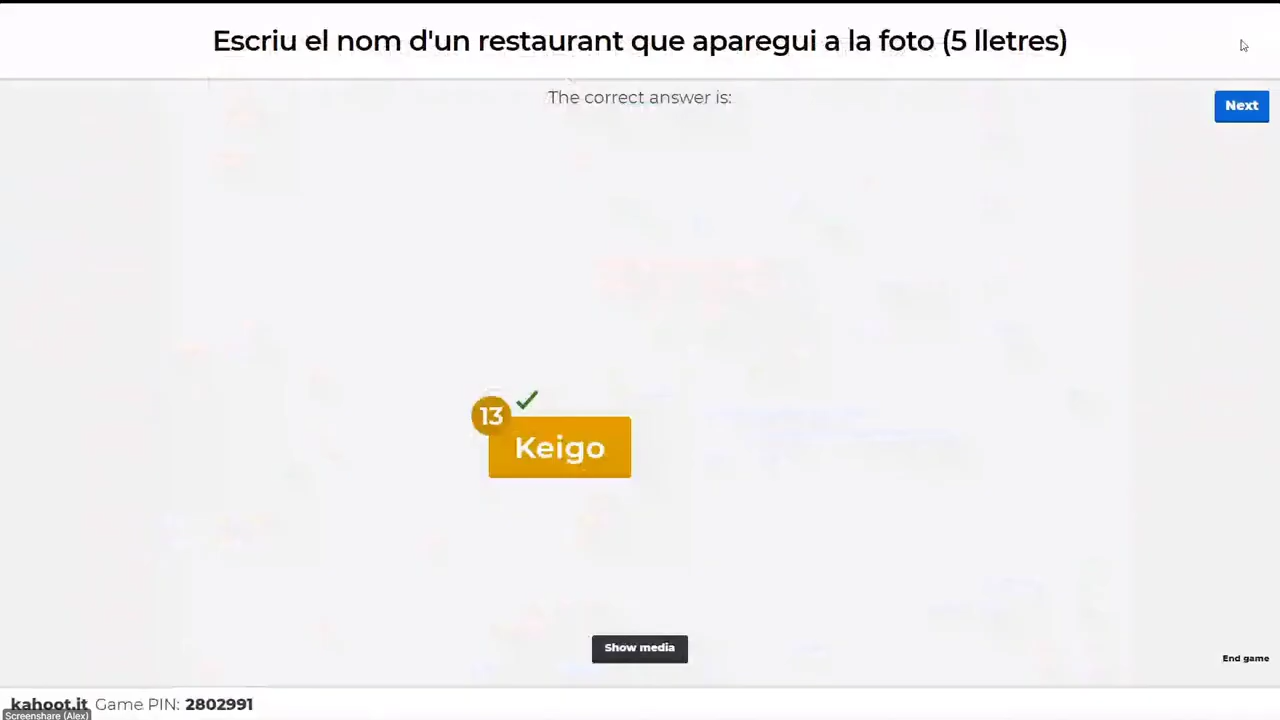 Escriu el nom d'un restaurant que aparegui a la foto (5 lletres)
The correct answer is:
Next
13
Keigo
Show media
End game
kahoot.it Game PIN: 2802991
Screenshare (Alex)